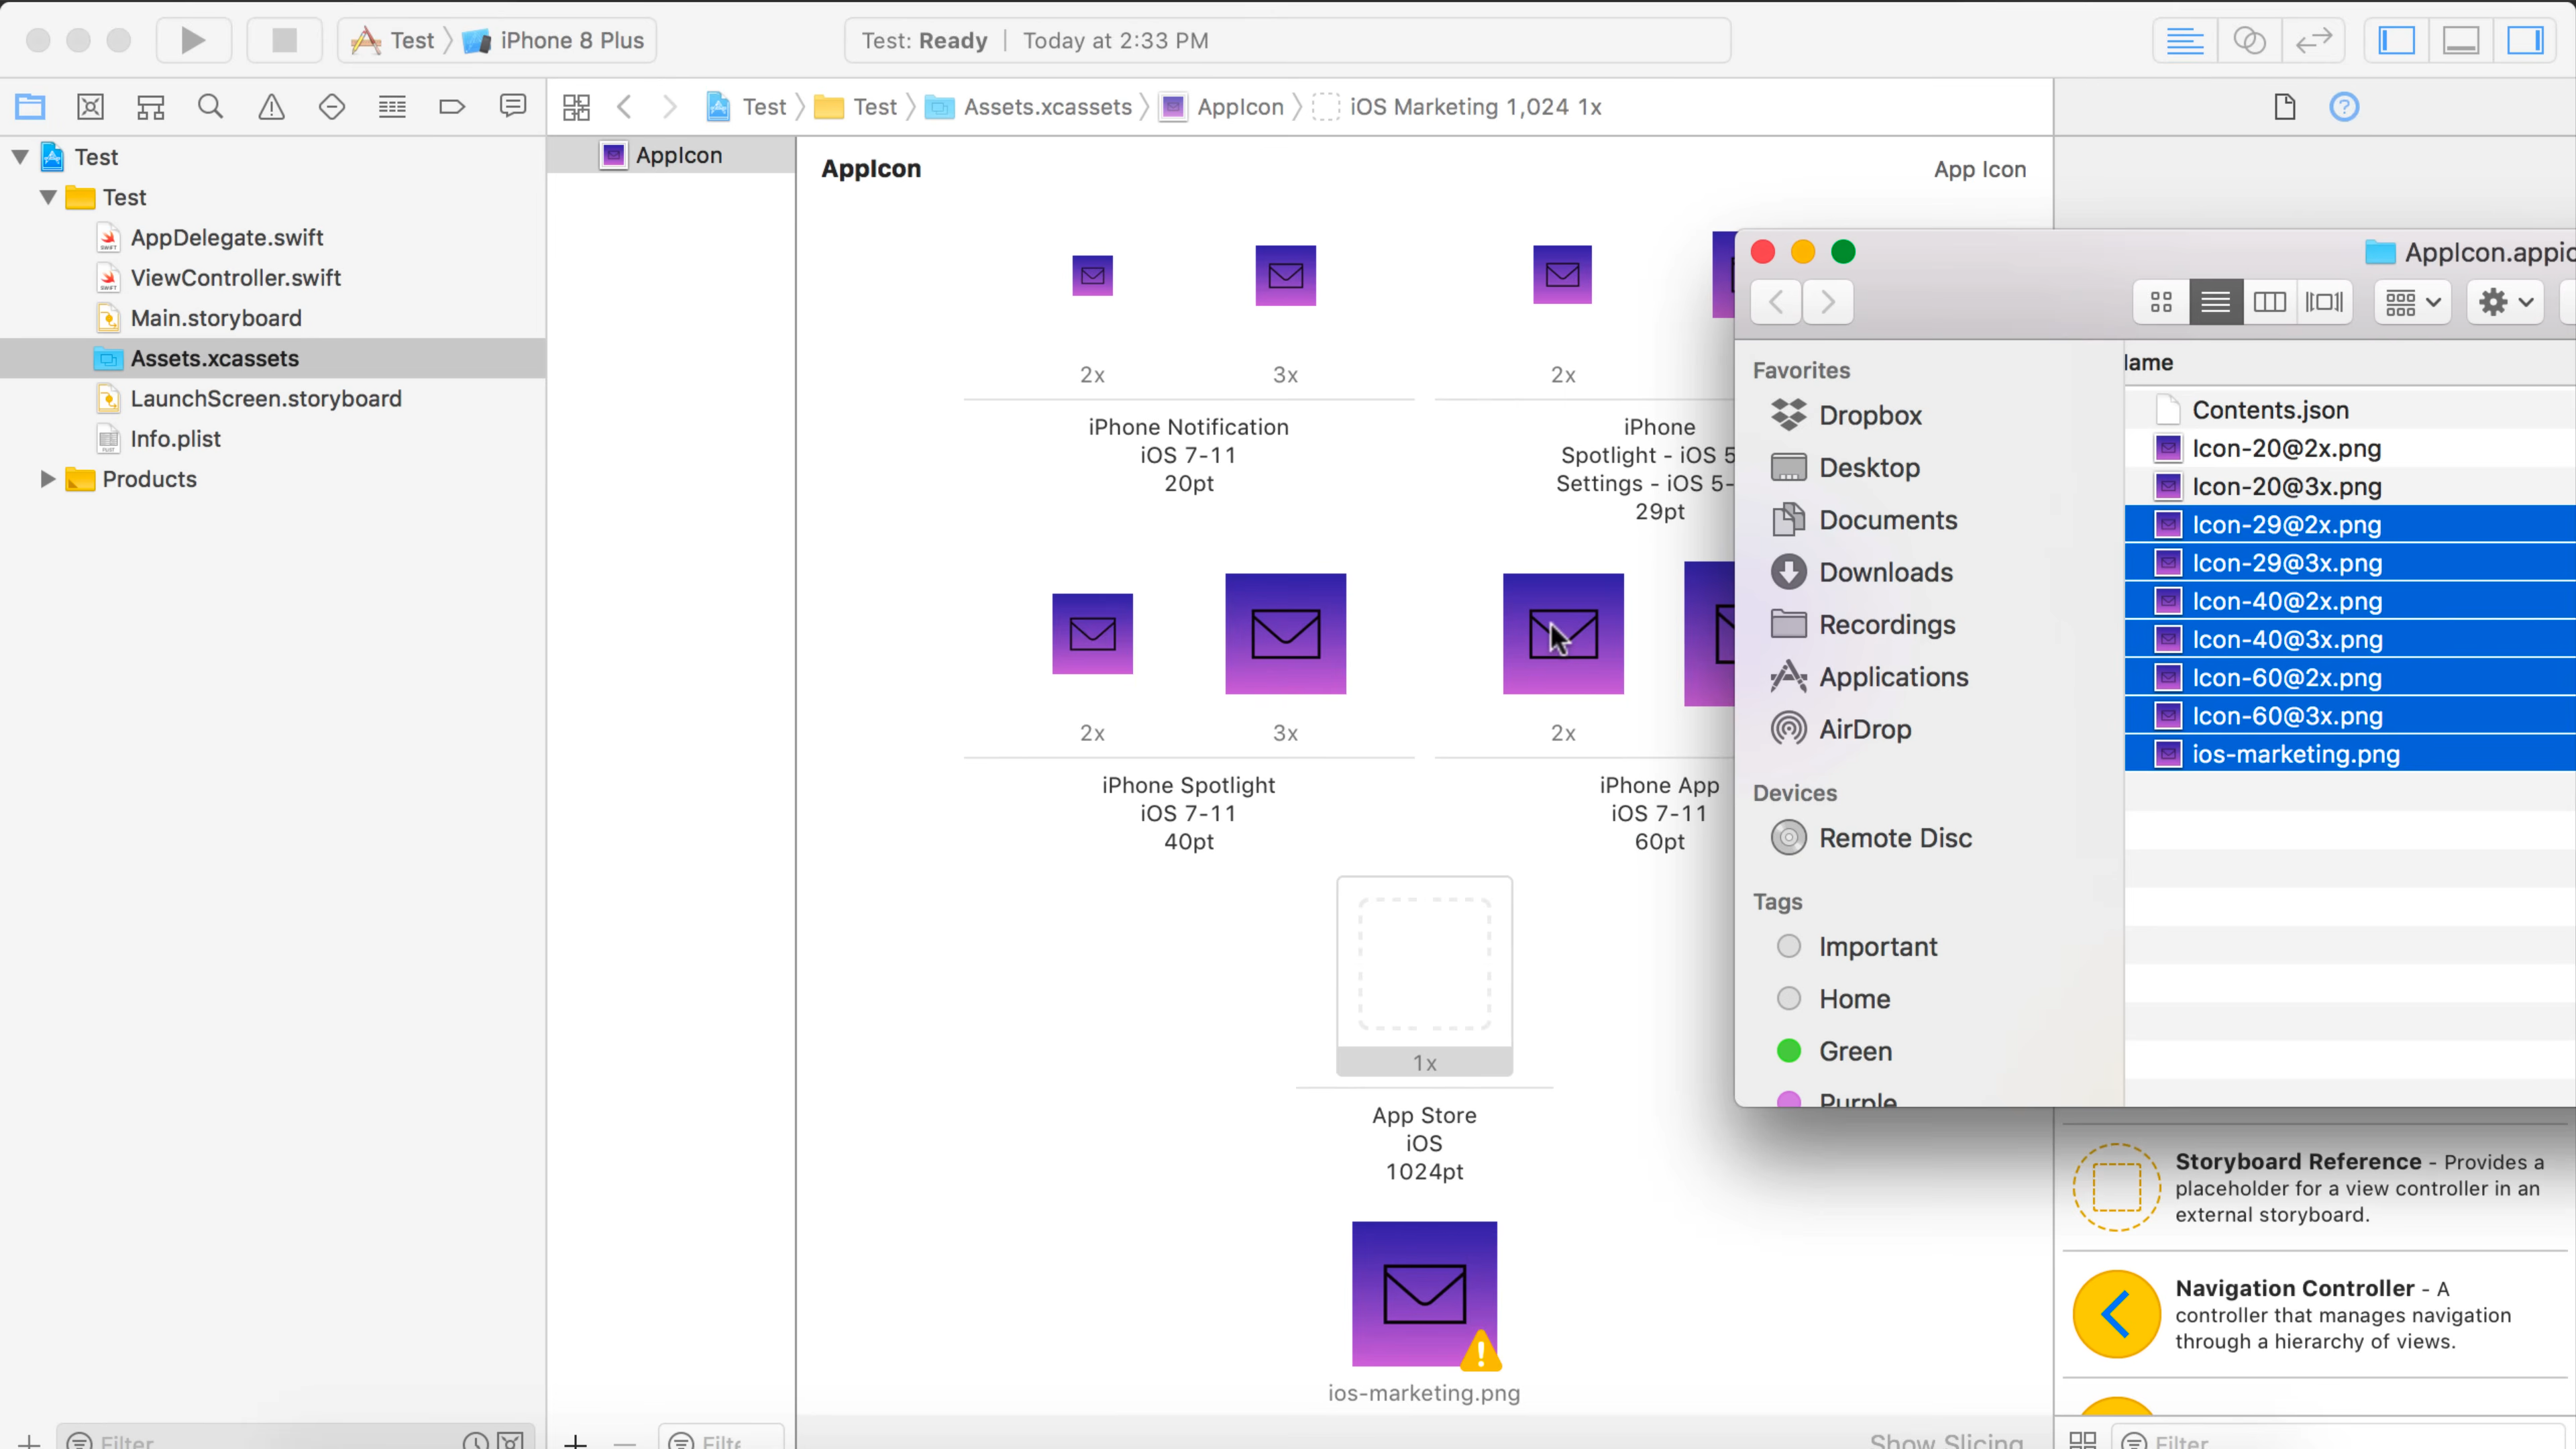 Test
iPhone 8 Plus
Test: Ready | Today at 2:33 PM
Test
Test
Assets.xcassets
AppIcon
iOS Marketing 1,024 1x
Test
Test
AppDelegate.swift
ViewController.swift
Main.storyboard
Assets.xcassets
LaunchScreen.storyboard
Info.plist
Products
Filter
AppIcon
AppIcon
App Icon
2x
3x
2x
iPhone Notification
iOS 7-11
20pt
iPhone
Spotlight - iOS 5
Settings - iOS 5-
29pt
2x
3x
2x
iPhone Spotlight
iOS 7-11
40pt
iPhone App
iOS 7-11
60pt
1x
App Store
iOS
1024pt
ios-marketing.png
Show Slicing
AppIcon.appic
Favorites
Dropbox
Desktop
Documents
Downloads
Recordings
Applications
AirDrop
Devices
Remote Disc
Tags
Important
Home
Green
Purple
ame
Contents.json
Icon-20@2x.png
Icon-20@3x.png
Icon-29@2x.png
Icon-29@3x.png
Icon-40@2x.png
Icon-40@3x.png
Icon-60@2x.png
Icon-60@3x.png
ios-marketing.png
Storyboard Reference - Provides a
placeholder for a view controller in an
external storyboard.
Navigation Controller - A
controller that manages navigation
through a hierarchy of views.
Filter